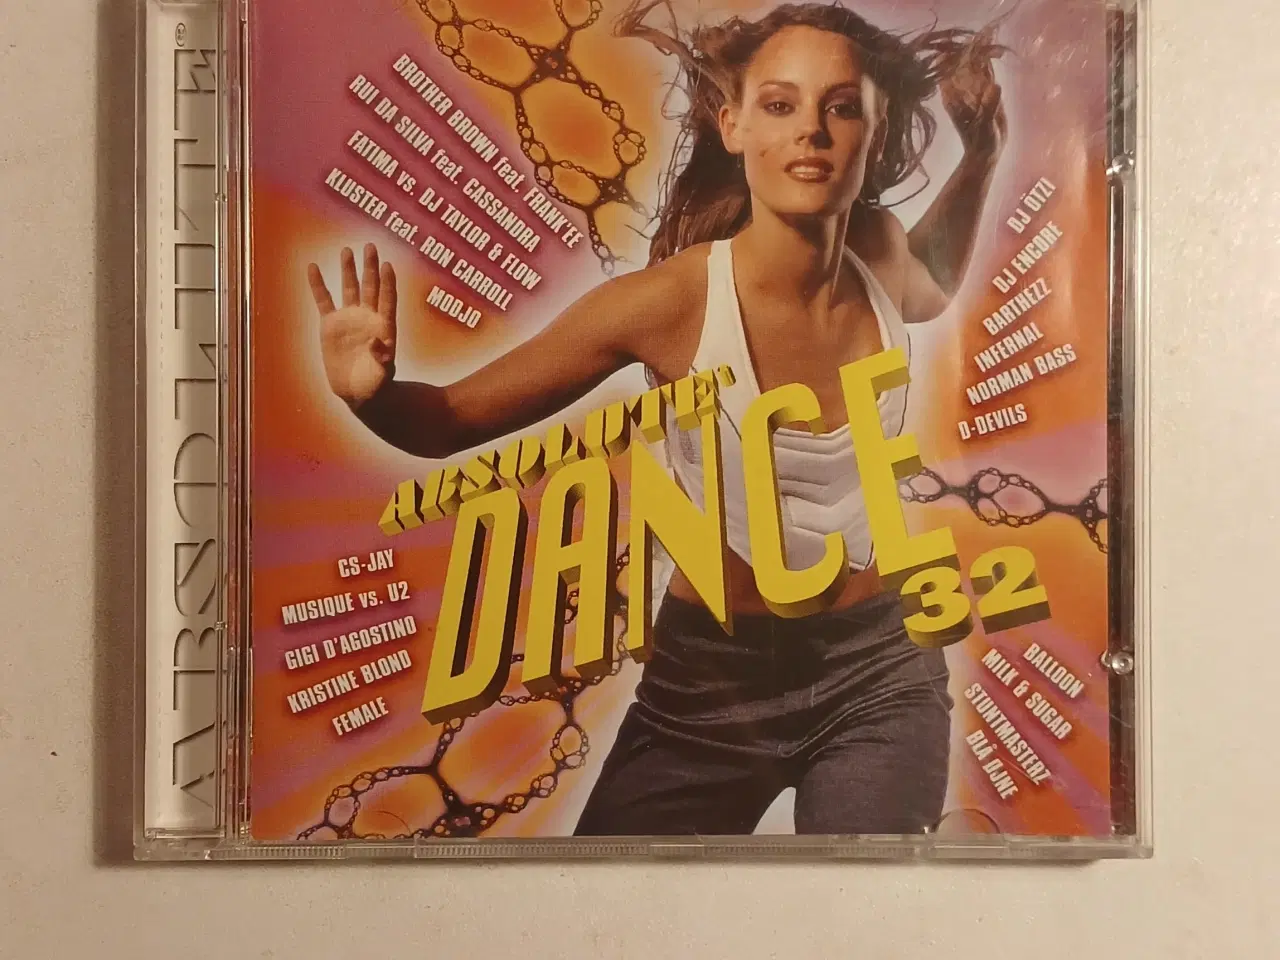 ABSOLUTE
BROTHER BROWN feat. FRANK'EE
RUI DA SILVA feat. CASSANDRA
FATIMA vs. DJ TAYLOR & FLOW
KLUSTER feat. RON CARROLL
MODJO
DJ ÖTZI
DJ ENCORE
BARTHEZZ
INFERNAL
NORMAN BASS
D-DEVILS
ABSOLUTE
DANCE
32
CS-JAY
MUSIQUE vs. U2
GIGI D'AGOSTINO
KRISTINE BLOND
FEMALE
BALLOON
MILK & SUGAR
STUNTMASTERZ
BLÅ ØJNE